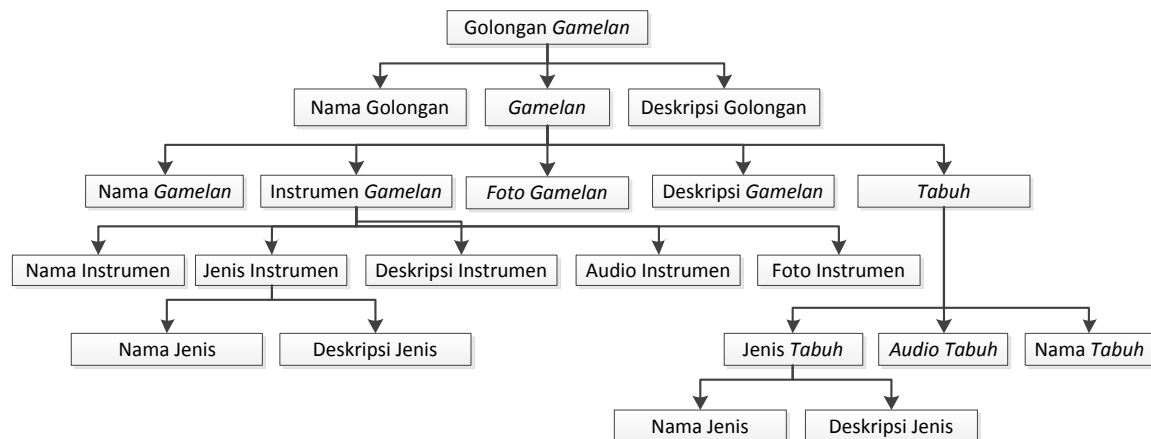 Golongan Gamelan
Nama Golongan
Gamelan
Deskripsi Golongan
Nama Gamelan
Instrumen Gamelan
Foto Gamelan
Deskripsi Gamelan
Tabuh
Nama Instrumen
Jenis Instrumen
Deskripsi Instrumen
Audio Instrumen
Foto Instrumen
Nama Jenis
Deskripsi Jenis
Jenis Tabuh
Audio Tabuh
Nama Tabuh
Nama Jenis
Deskripsi Jenis